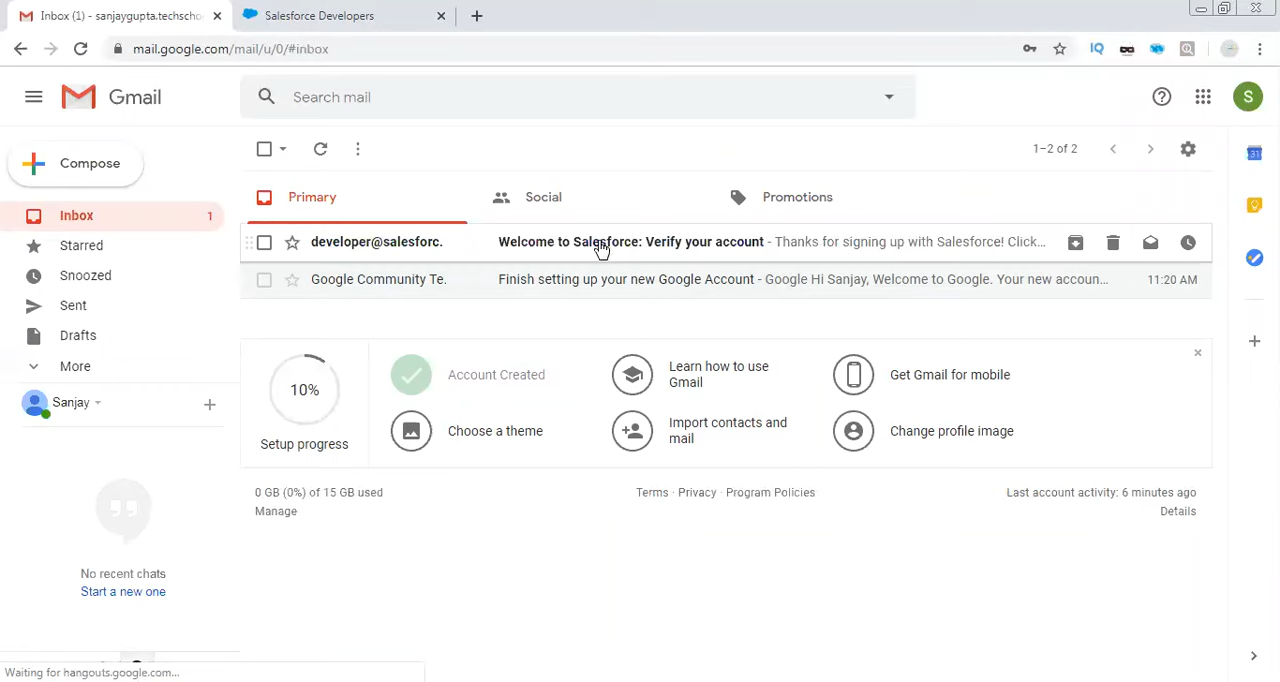 Inbox (1) - sanjaygupta.techscho
Salesforce Developers
mail.google.com/mail/u/0/#inbox
IQ
Gmail
Search mail
S
Compose
1–2 of 2
31
Primary
Social
Promotions
Inbox
1
developer@salesforc.
Welcome to Salesforce: Verify your account - Thanks for signing up with Salesforce! Click...
Starred
Google Community Te.
Finish setting up your new Google Account - Google Hi Sanjay, Welcome to Google. Your new accoun...
11:20 AM
Snoozed
Sent
Drafts
More
Sanjay
10%
Setup progress
Account Created
Learn how to use
Gmail
Get Gmail for mobile
Choose a theme
Import contacts and
mail
Change profile image
0 GB (0%) of 15 GB used
Manage
Terms · Privacy · Program Policies
Last account activity: 6 minutes ago
Details
No recent chats
Start a new one
Waiting for hangouts.google.com...